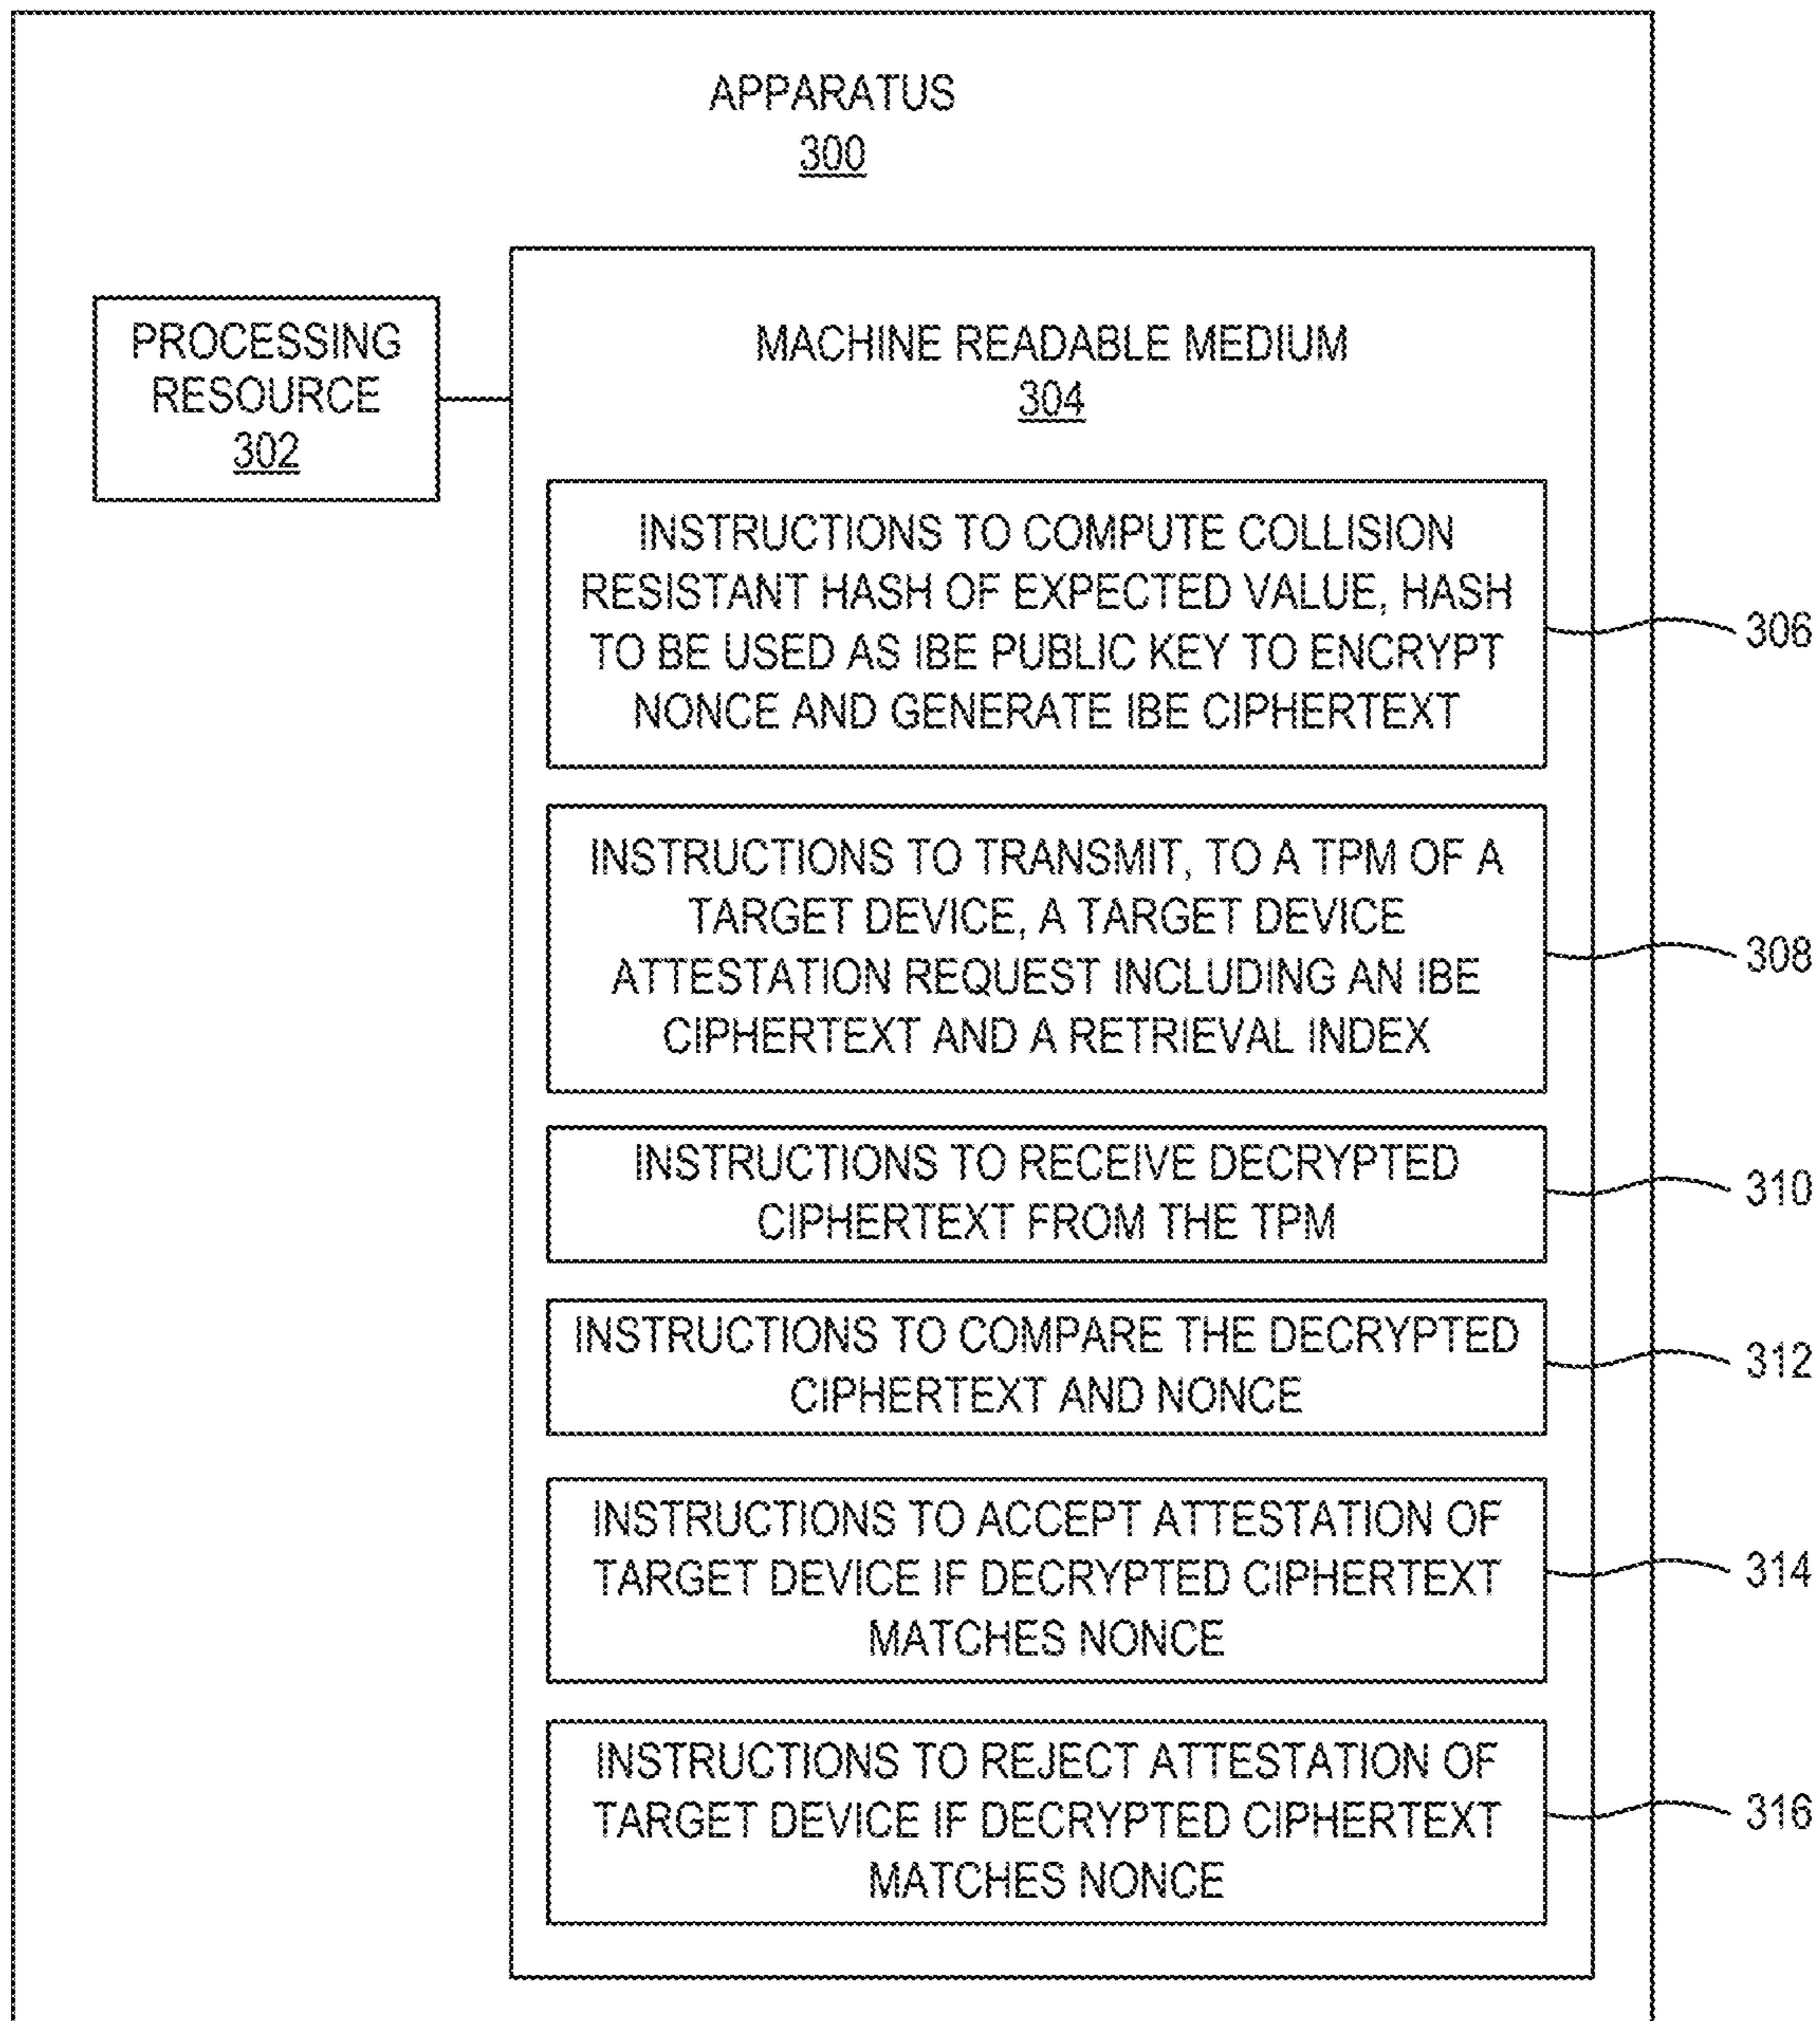 APPARATUS
300
PROCESSING
RESOURCE
302
MACHINE READABLE MEDIUM
304
INSTRUCTIONS TO COMPUTE COLLISION
RESISTANT HASH OF EXPECTED VALUE, HASH
TO BE USED AS IBE PUBLIC KEY TO ENCRYPT
NONCE AND GENERATE IBE CIPHERTEXT
306
INSTRUCTIONS TO TRANSMIT, TO A TPM OF A
TARGET DEVICE, A TARGET DEVICE
ATTESTATION REQUEST INCLUDING AN IBE
CIPHERTEXT AND A RETRIEVAL INDEX
308
INSTRUCTIONS TO RECEIVE DECRYPTED
CIPHERTEXT FROM THE TPM
310
INSTRUCTIONS TO COMPARE THE DECRYPTED
CIPHERTEXT AND NONCE
312
INSTRUCTIONS TO ACCEPT ATTESTATION OF
TARGET DEVICE IF DECRYPTED CIPHERTEXT
MATCHES NONCE
314
INSTRUCTIONS TO REJECT ATTESTATION OF
TARGET DEVICE IF DECRYPTED CIPHERTEXT
MATCHES NONCE
316